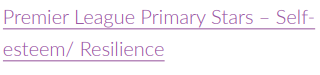 Premier League Primary Stars – Self-
esteem/ Resilience